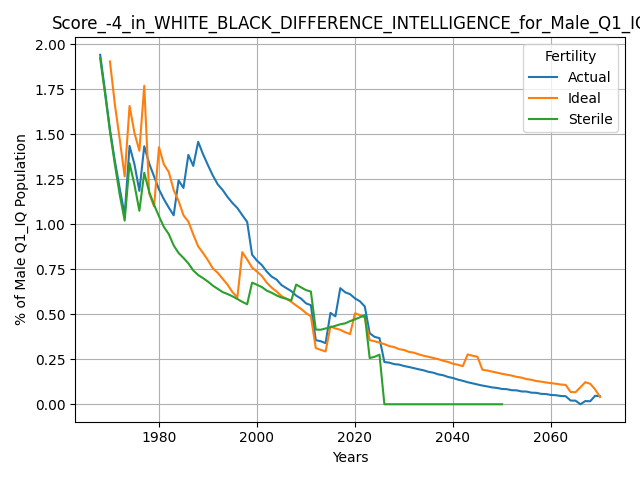 Score_-4_in_WHITE_BLACK_DIFFERENCE_INTELLIGENCE_for_Male_Q1_IQ
Fertility
Actual
Ideal
Sterile
% of Male Q1_IQ Population
2.00
1.75
1.50
1.25
1.00
0.75
0.50
0.25
0.00
1980 2000 2020 2040 2060
Years